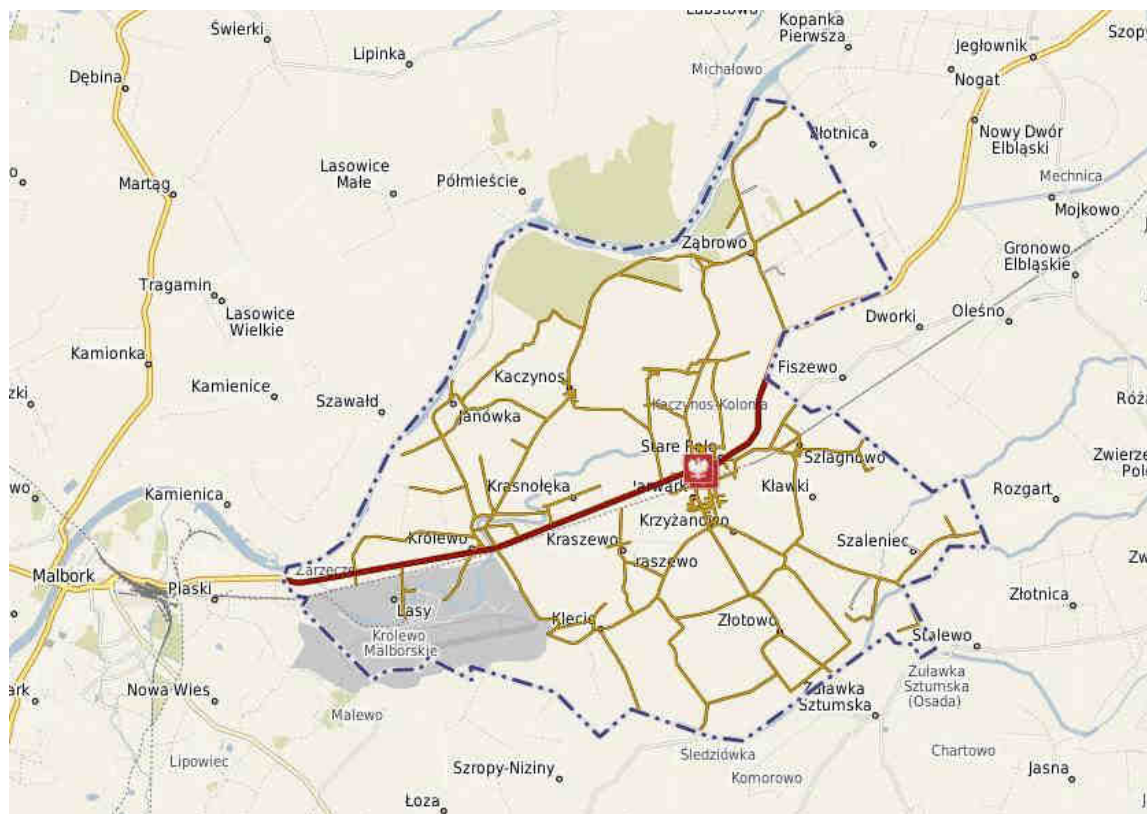 Kopanka
Pierwsza
Świerki
Jegłownik
Lipinka
Michałowo
Nogat
Dębina
Złotnica
Nowy Dwór
Elbląski
Lasowice
Małe
Półmieście
Martąg
Mechnica
Mojkowo
Ząbrowo
Gronowo
Elbląskie
Tragamin
Lasowice
Wielkie
Dworki
Oleśno
Kamionka
Fiszewo
Kamienice
Kaczynos
Szawałd
Janówka
Kaczynos-Kolonia
Stare Pole
Szlagnowo
Kamienica
Krasnołęka
Kławki
Rozgart
Krzyżanowo
Królewo
Kraszewo
Szaleniec
Zarzecze
Malbork
Piaski
Lasy
Klecie
Złotowo
Złotnica
Królewo
Malborskie
Stalewo
Nowa Wieś
Żuławka
Sztumska
Żuławka
Sztumska
(Osada)
Malewo
Śledziówka
Chartowo
Lipowiec
Szropy-Niziny
Komorowo
Jasna
Łoza